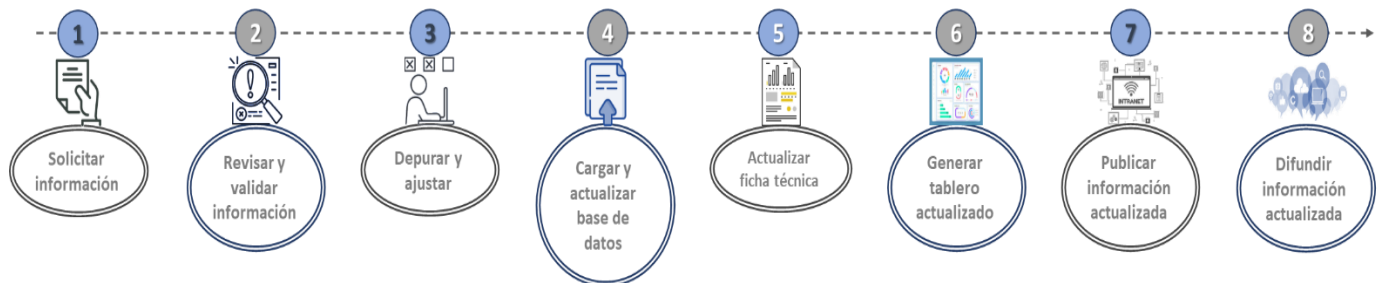 1
2
3
4
5
6
7
8
INTRANET
Solicitar
información
Revisar y
validar
información
Depurar y
ajustar
Cargar y
actualizar
base de
datos
Actualizar
ficha técnica
Generar
tablero
actualizado
Publicar
información
actualizada
Difundir
información
actualizada